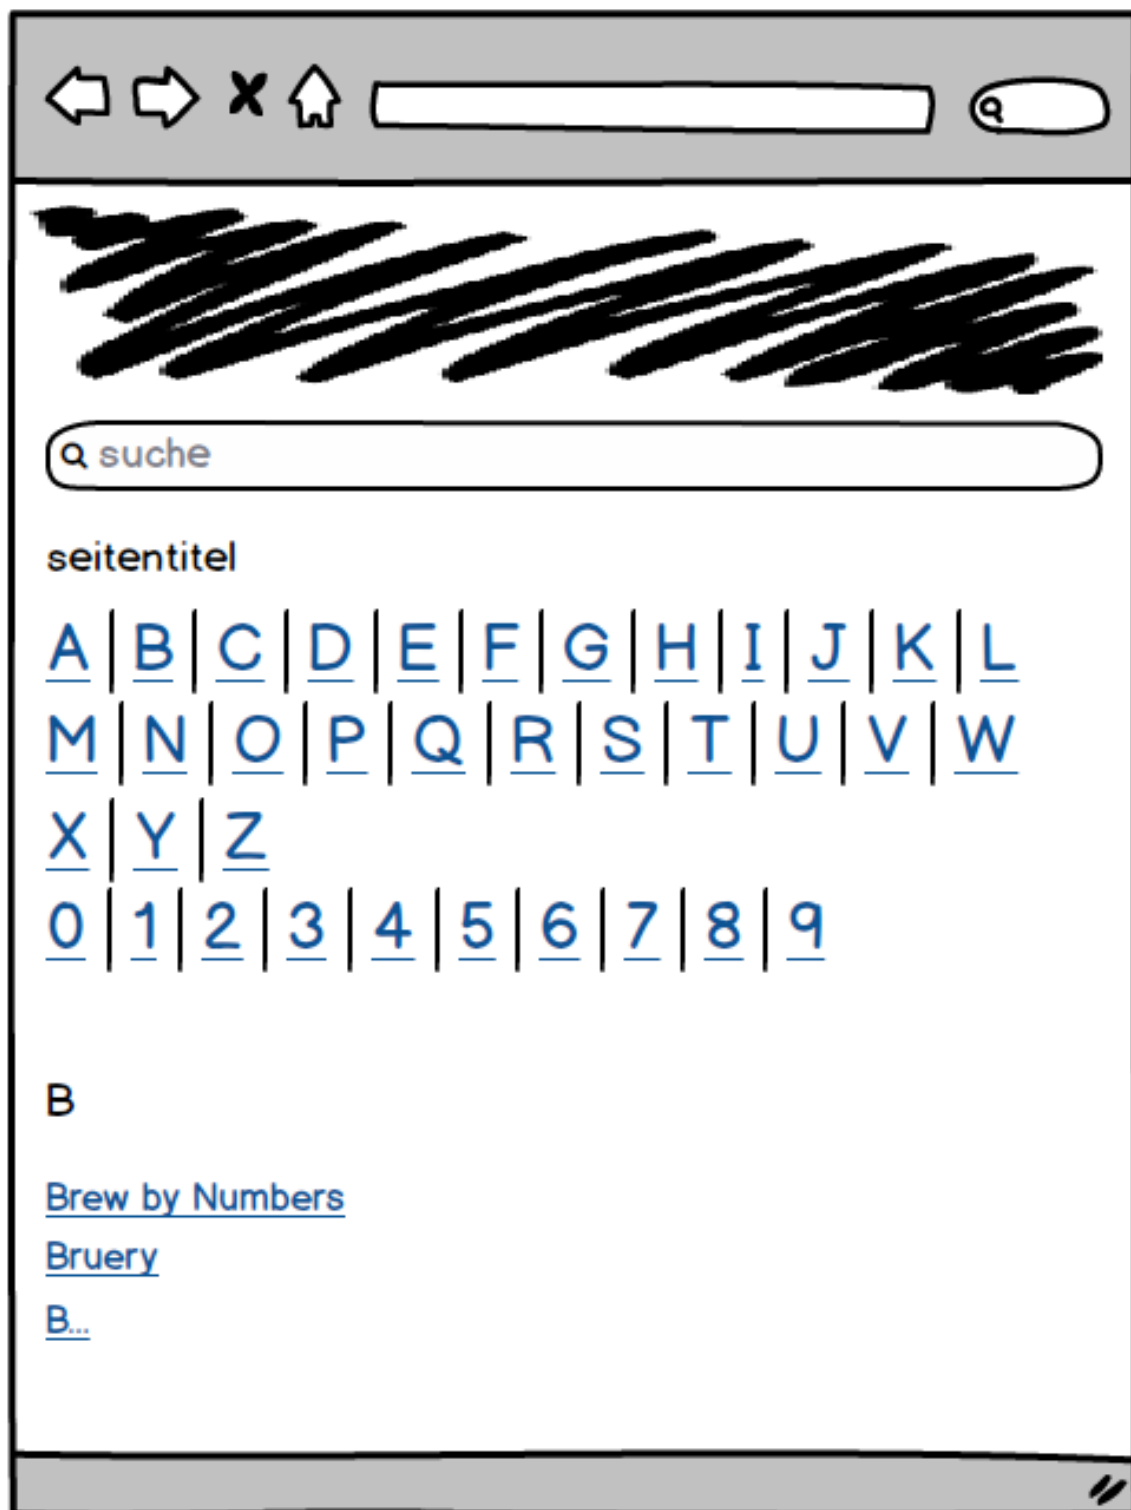 suche
seitentitel
A | B | C | D | E | F | G | H | I | J | K | L
M | N | O | P | Q | R | S | T | U | V | W
X | Y | Z
0 | 1 | 2 | 3 | 4 | 5 | 6 | 7 | 8 | 9
B
Brew by Numbers
Bruery
B...